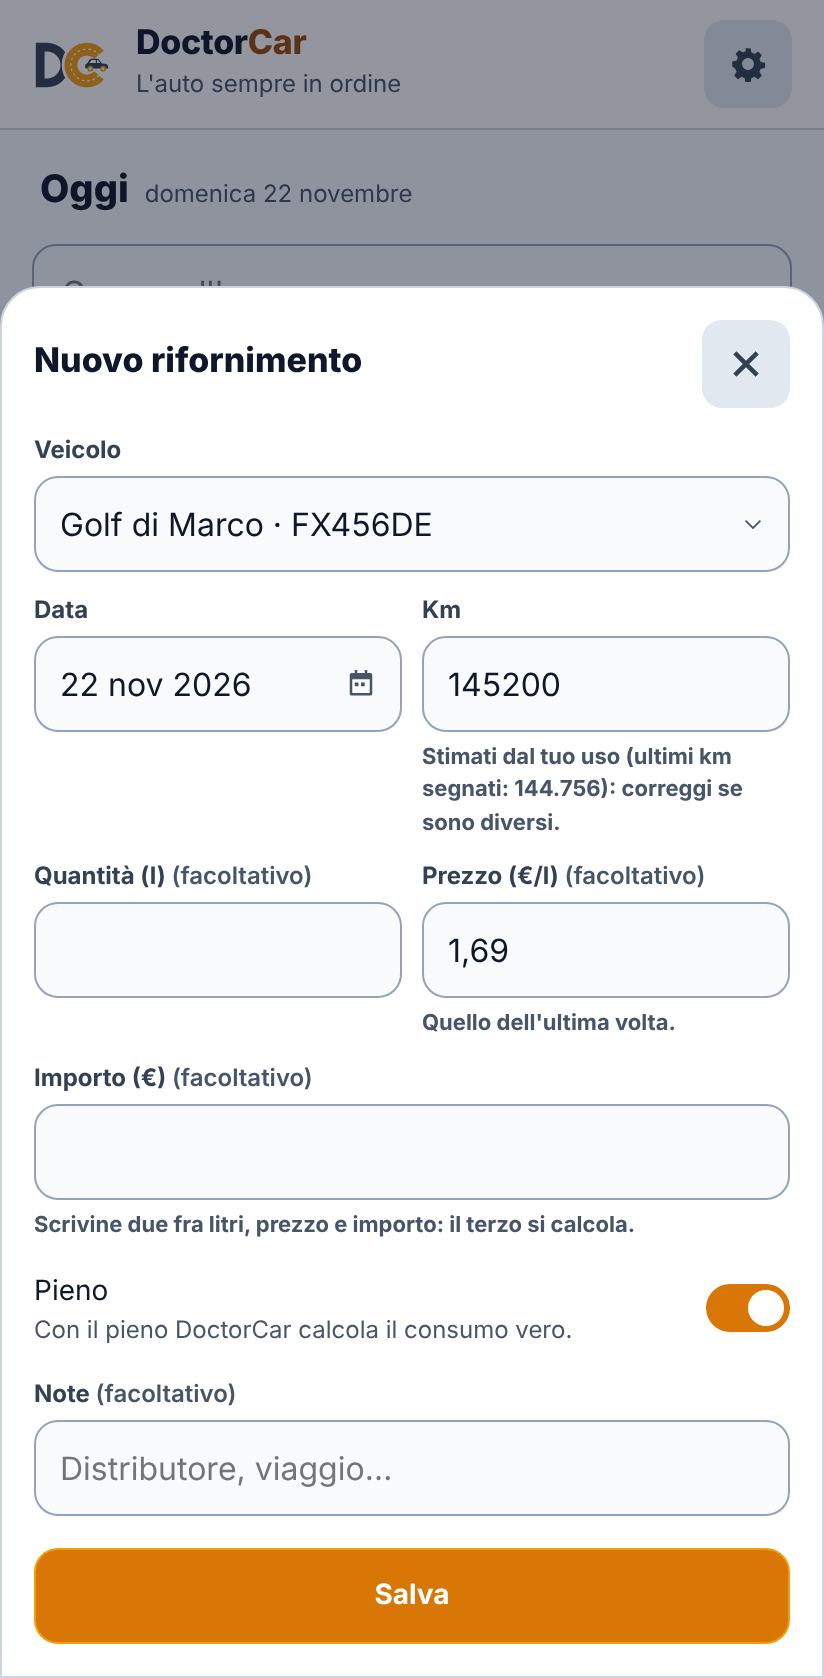 DoctorCar
L'auto sempre in ordine
Oggi domenica 22 novembre
Nuovo rifornimento
Veicolo
Golf di Marco · FX456DE
Data
Km
22 nov 2026
145200
Stimati dal tuo uso (ultimi km
segnati: 144.756): correggi se
sono diversi.
Quantità (l) (facoltativo)
Prezzo (€/l) (facoltativo)
1,69
Quello dell'ultima volta.
Importo (€) (facoltativo)
Scrivine due fra litri, prezzo e importo: il terzo si calcola.
Pieno
Con il pieno DoctorCar calcola il consumo vero.
Note (facoltativo)
Distributore, viaggio...
Salva